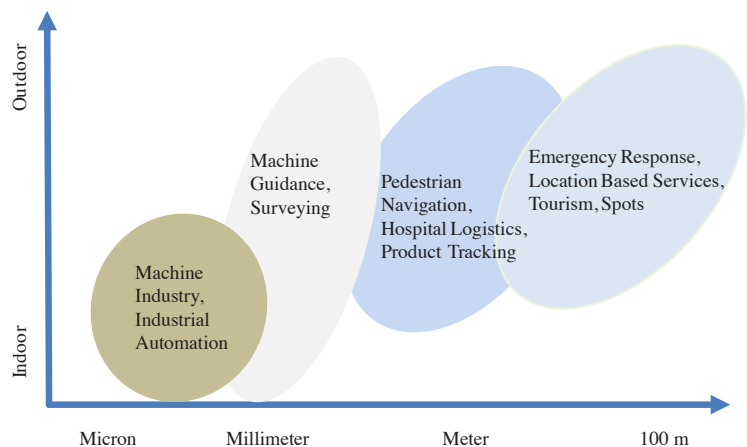 Outdoor
Indoor
Machine
Industry,
Industrial
Automation
Machine
Guidance,
Surveying
Pedestrian
Navigation,
Hospital Logistics,
Product Tracking
Emergency Response,
Location Based Services,
Tourism, Spots
Micron
Millimeter
Meter
100 m